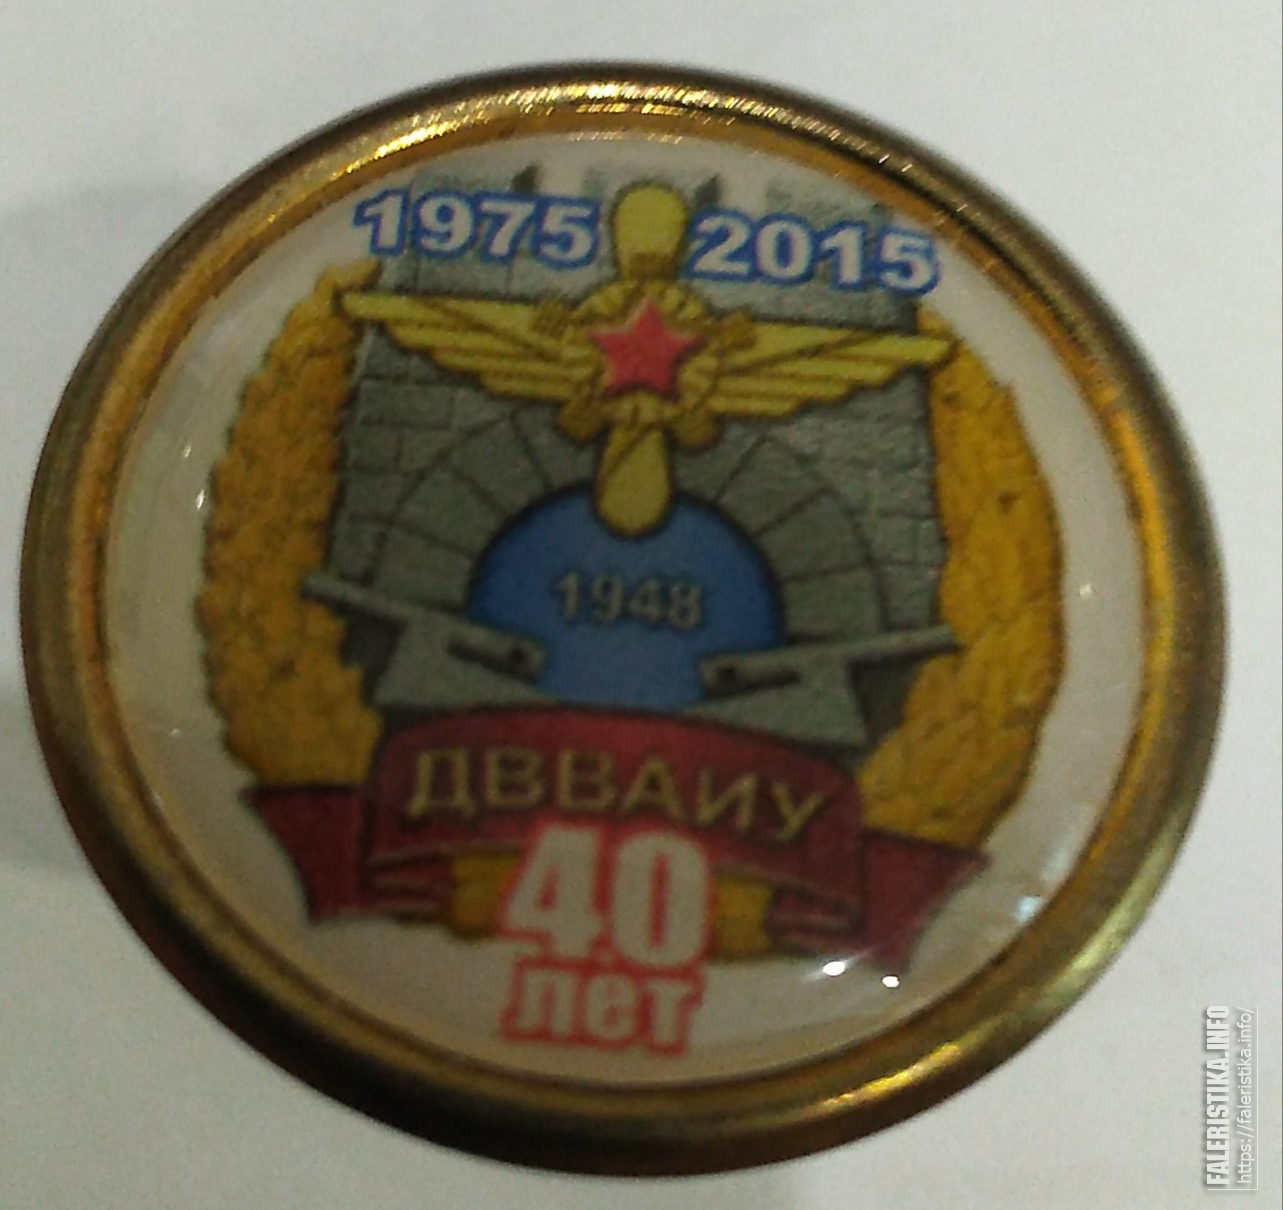 1975 2015
1948
ДВВАИУ
40
лет
FALERISTIKA.INFO
https://faleristika.info/